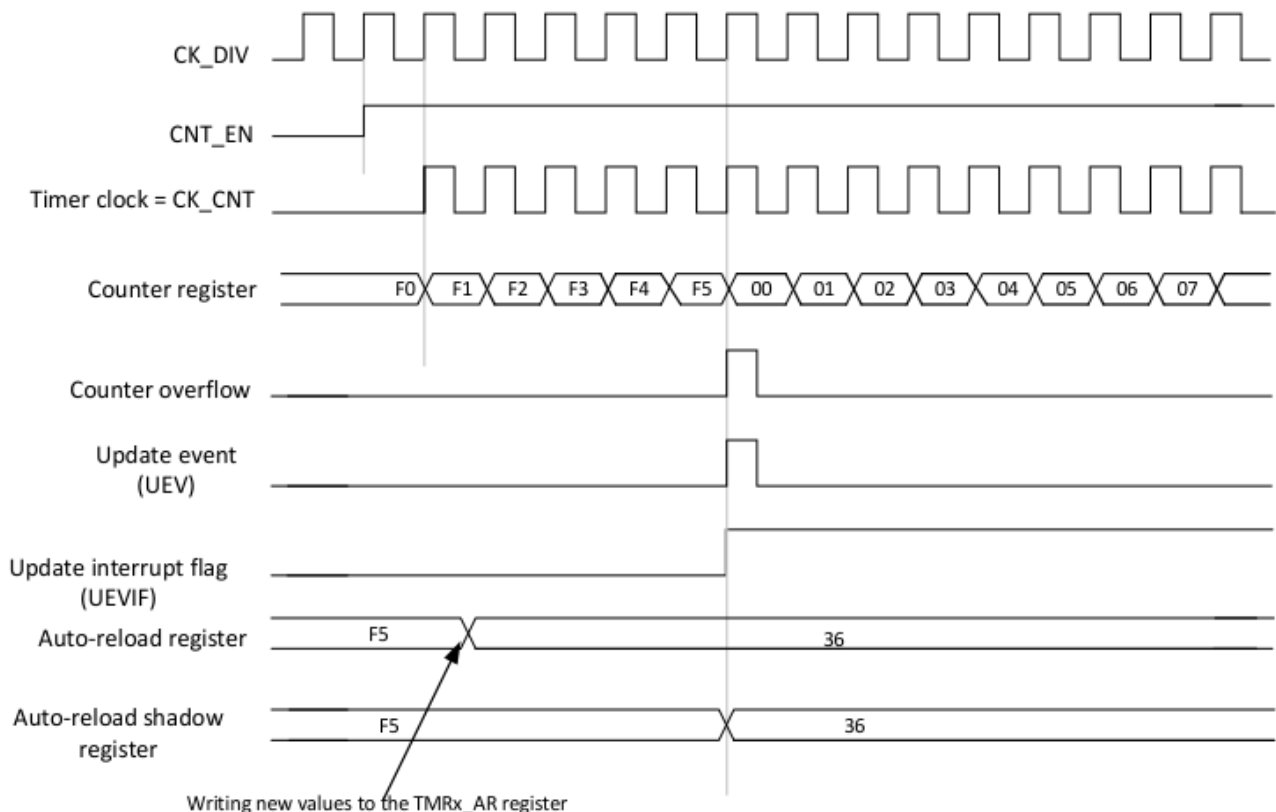 CK_DIV
CNT_EN
Timer clock = CK_CNT
Counter register
F0 F1 F2 F3 F4 F5 00 01 02 03 04 05 06 07
Counter overflow
Update event
(UEV)
Update interrupt flag
(UEVIF)
Auto-reload register
F5 36
Auto-reload shadow
register
F5 36
Writing new values to the TMRx_AR register